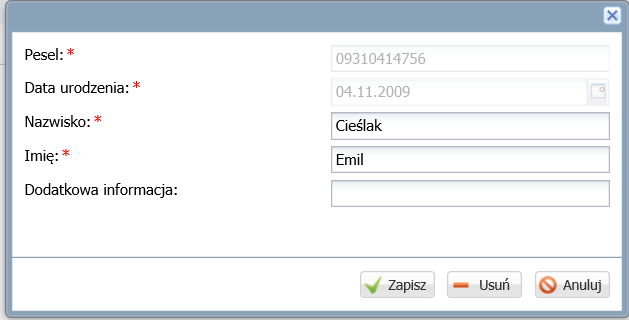 Pesel: * 09310414756
Data urodzenia: * 04.11.2009
Nazwisko: * Cieślak
Imię: * Emil
Dodatkowa informacja:
Zapisz Usuń Anuluj